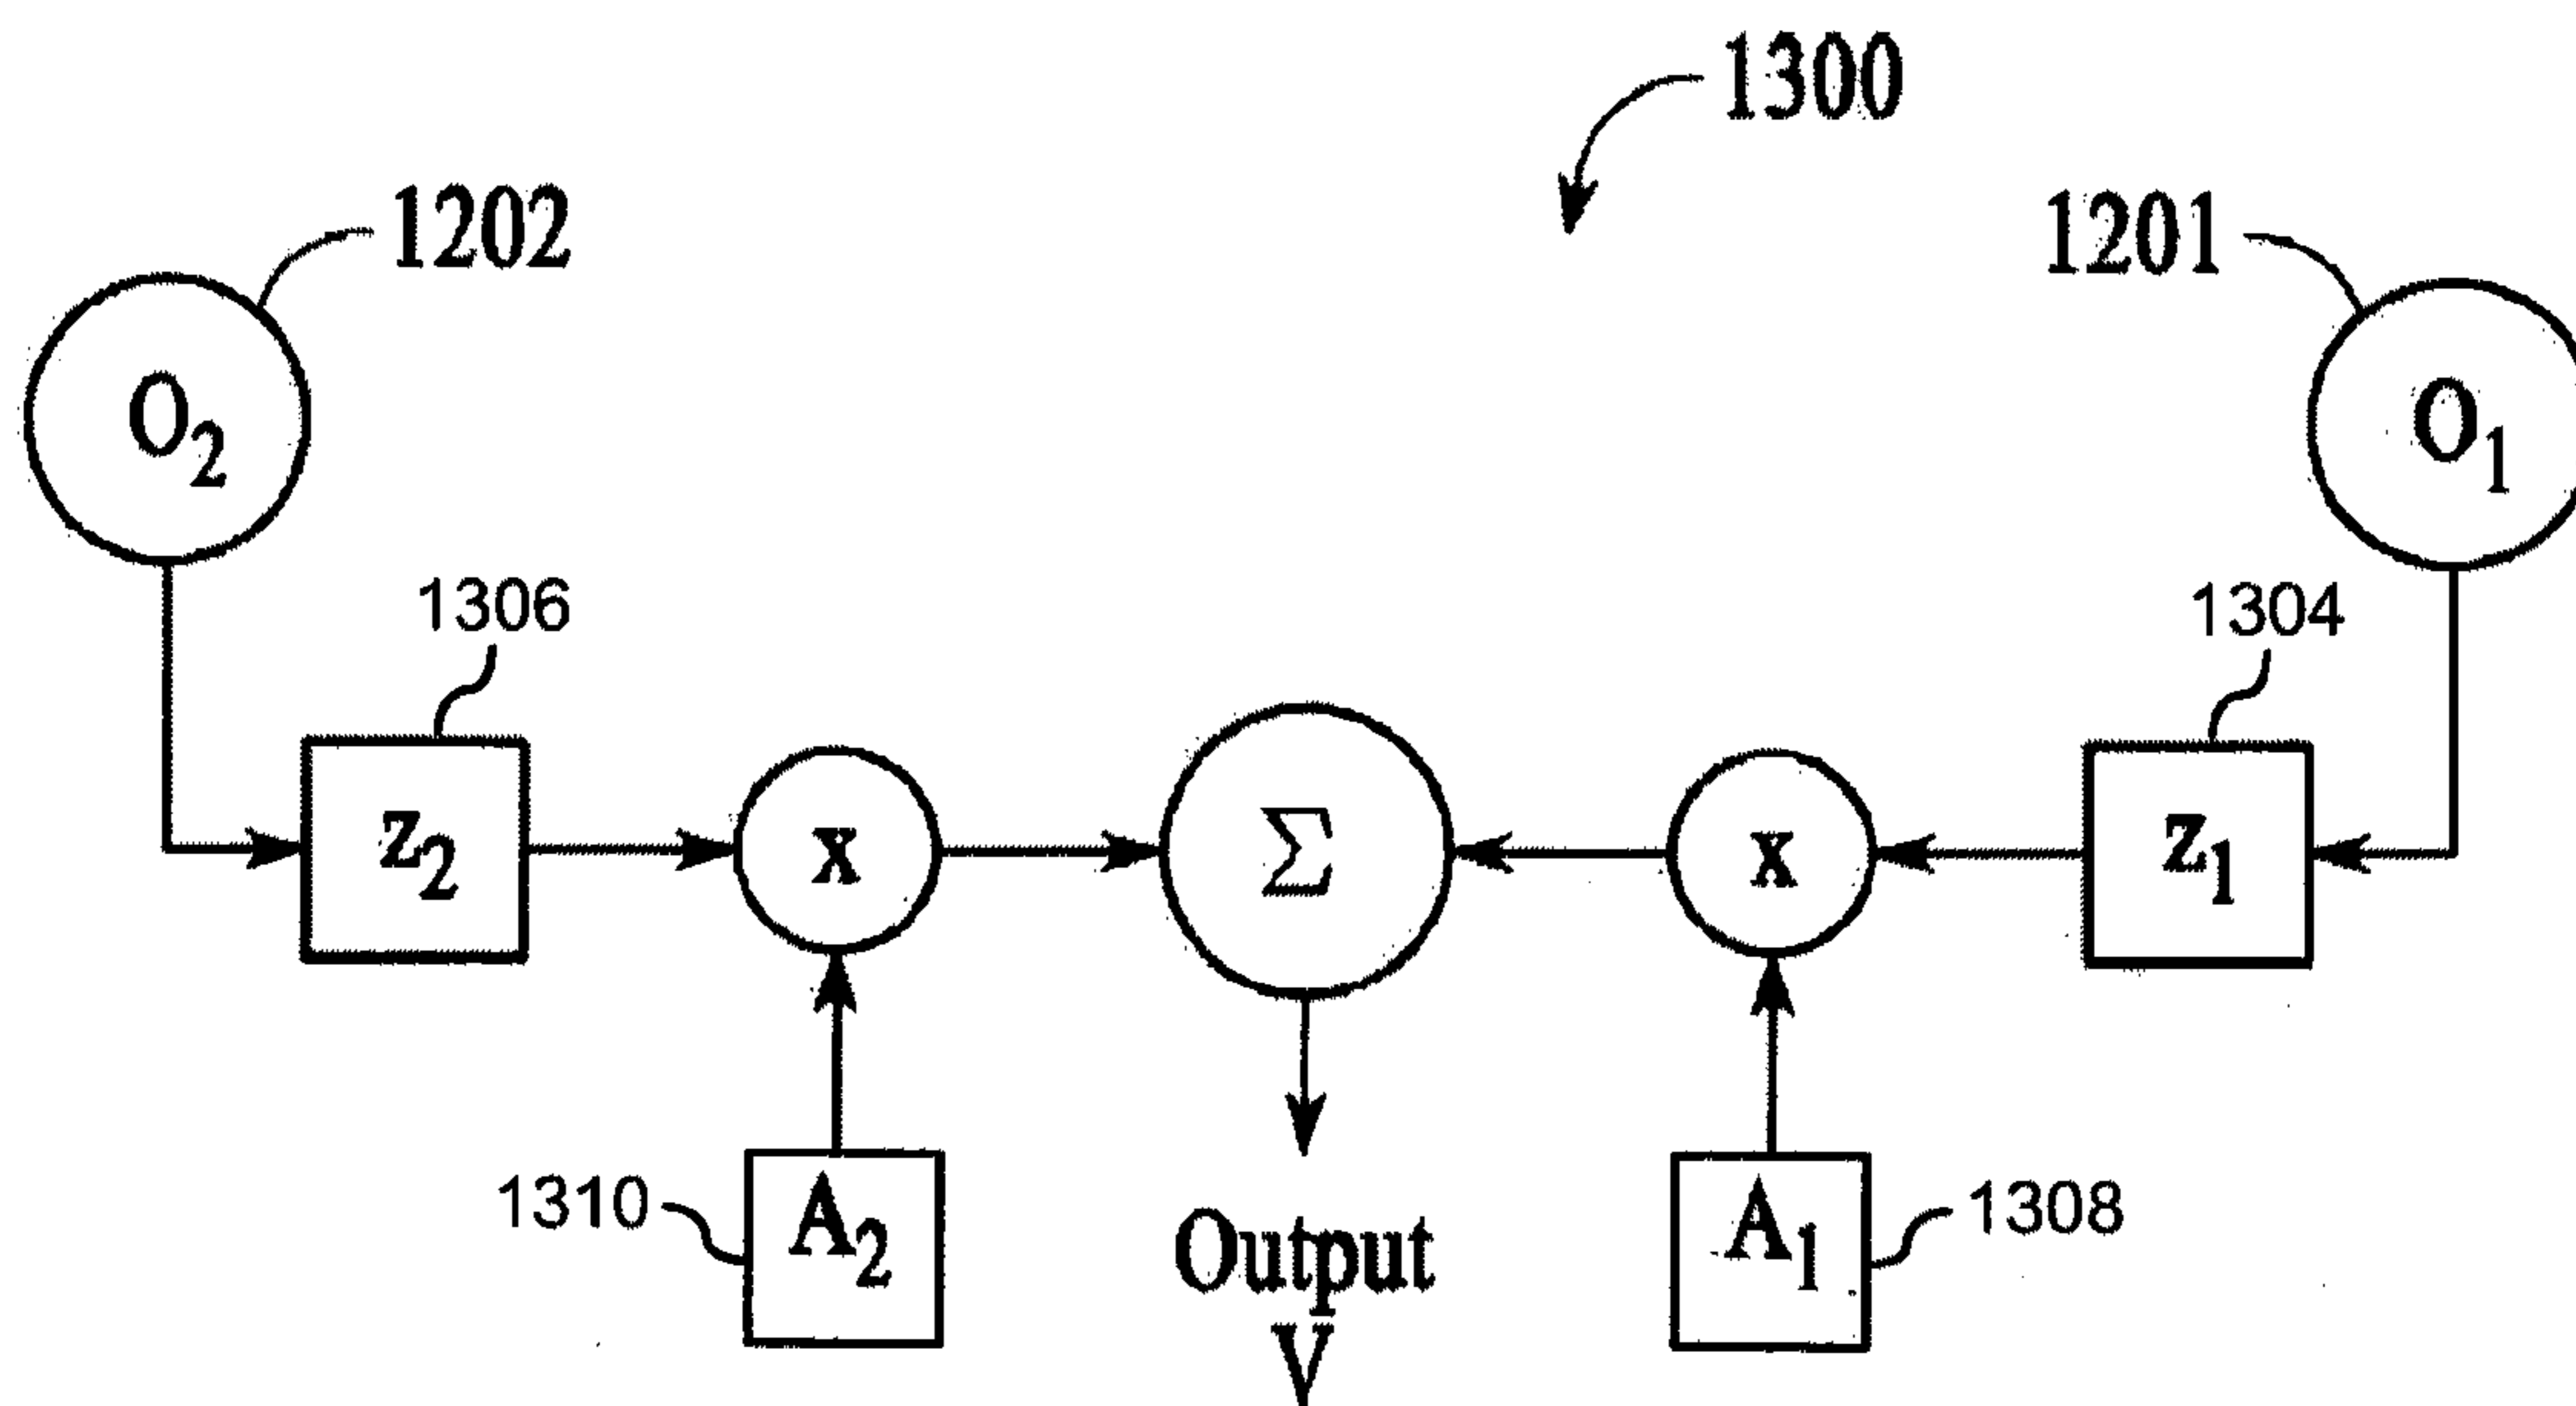 1300
1202
1201
O₂
O₁
1306
1304
z₂
x
Σ
x
z₁
1310
A₂
Output
V
A₁
1308